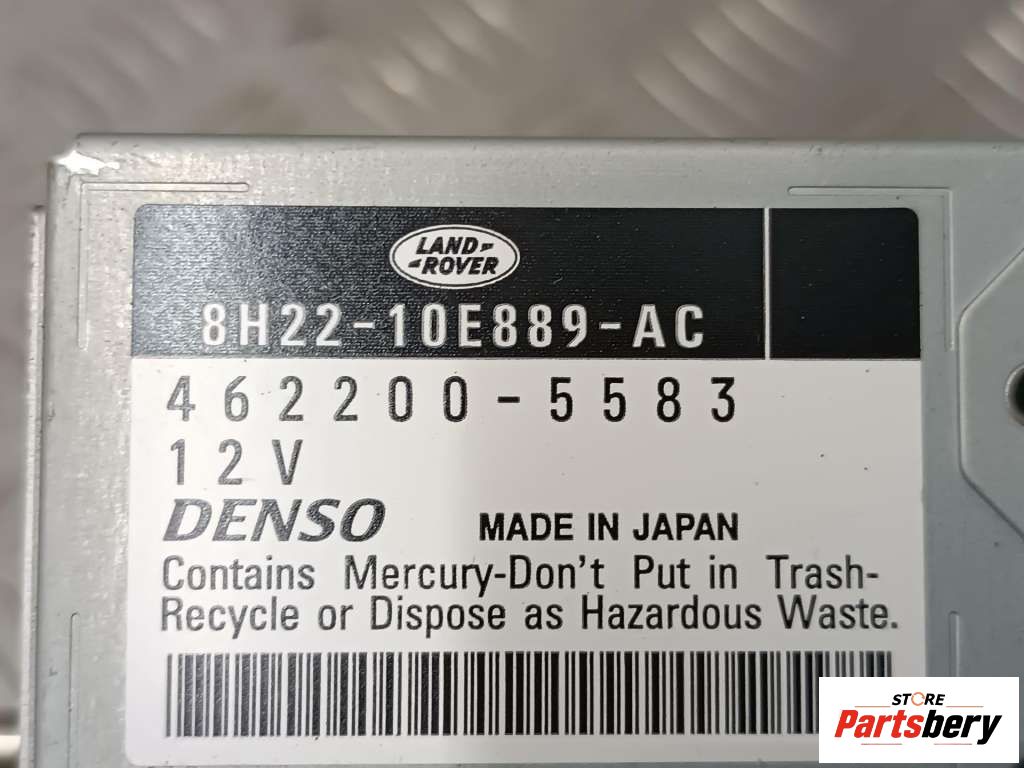 LAND-
-ROVER
8H22-10E889-AC
462200-5583
12V
DENSO MADE IN JAPAN
Contains Mercury-Don't Put in Trash-
Recycle or Dispose as Hazardous Waste.
STORE
Partsbery